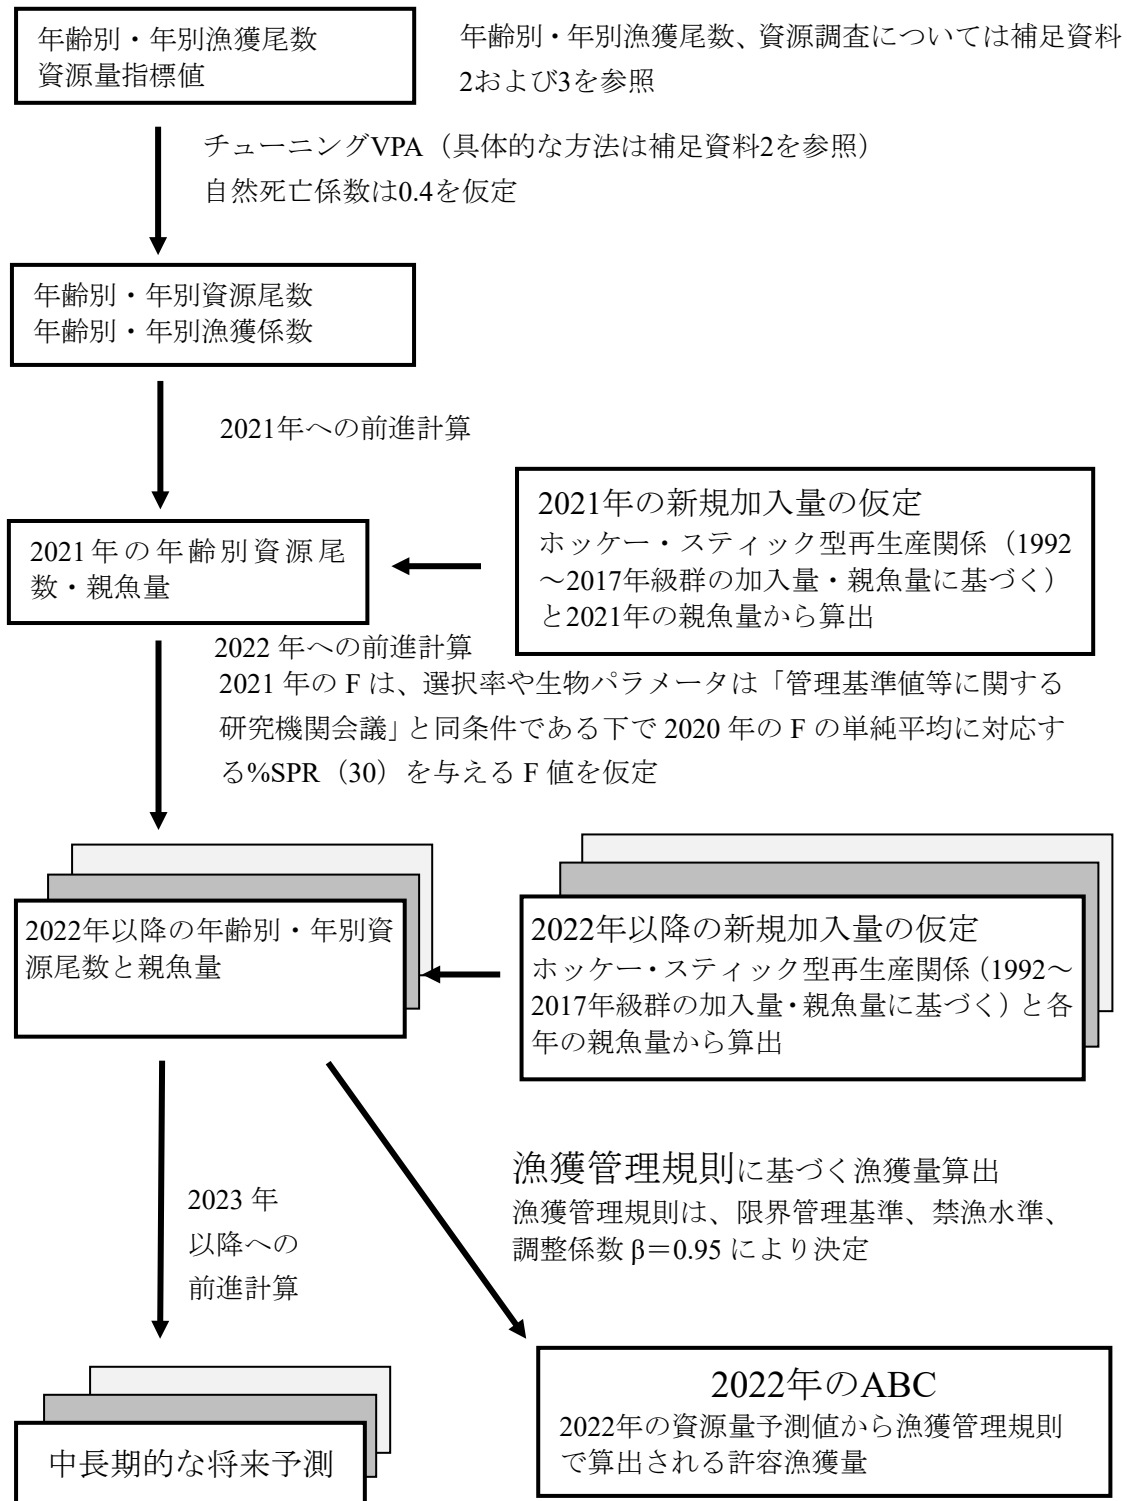 年齢別・年別漁獲尾数
資源量指標値
年齢別・年別漁獲尾数、資源調査については補足資料
2および3を参照
チューニングVPA（具体的な方法は補足資料2を参照）
自然死亡係数は0.4を仮定
年齢別・年別資源尾数
年齢別・年別漁獲係数
2021年への前進計算
2021年の新規加入量の仮定
ホッケー・スティック型再生産関係（1992
～2017年級群の加入量・親魚量に基づく）
と2021年の親魚量から算出
2021年の年齢別資源尾
数・親魚量
2022 年への前進計算
2021 年の F は、選択率や生物パラメータは「管理基準値等に関する
研究機関会議」と同条件である下で 2020 年の F の単純平均に対応す
る%SPR（30）を与える F 値を仮定
2022年以降の年齢別・年別資
源尾数と親魚量
2022年以降の新規加入量の仮定
ホッケー・スティック型再生産関係（1992～
2017年級群の加入量・親魚量に基づく）と各
年の親魚量から算出
2023 年
以降への
前進計算
漁獲管理規則に基づく漁獲量算出
漁獲管理規則は、限界管理基準、禁漁水準、
調整係数 β＝0.95 により決定
中長期的な将来予測
2022年のABC
2022年の資源量予測値から漁獲管理規則
で算出される許容漁獲量